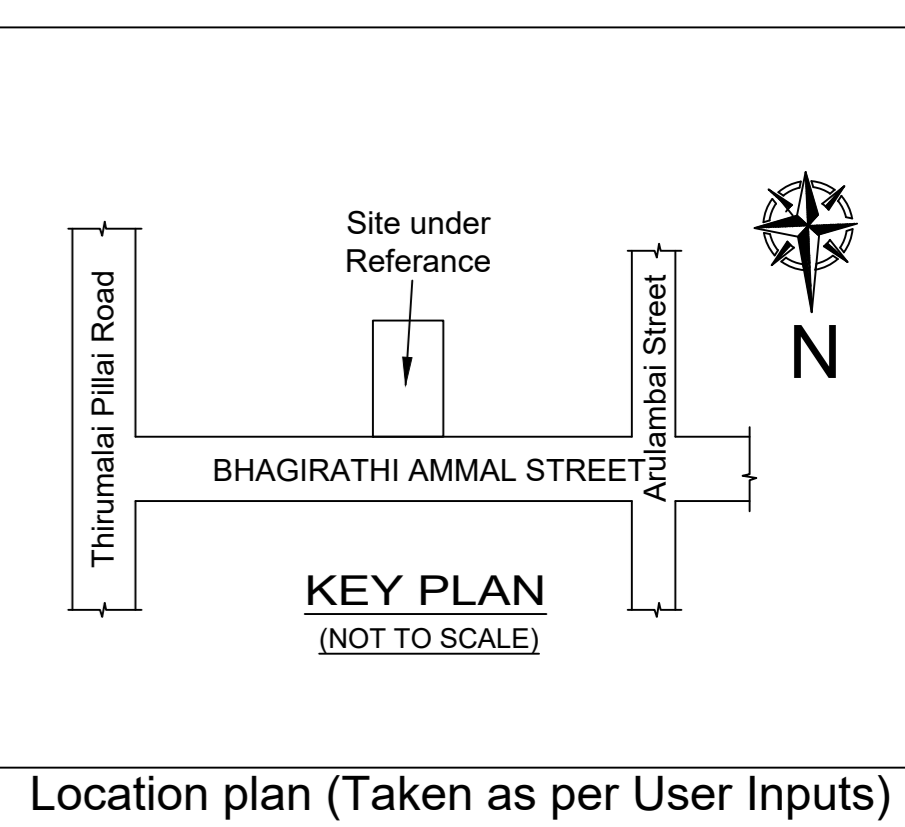 Site under
Referance
Thirumalai Pillai Road
Arulambai Street
N
BHAGIRATHI AMMAL STREET
KEY PLAN
(NOT TO SCALE)
Location plan (Taken as per User Inputs)